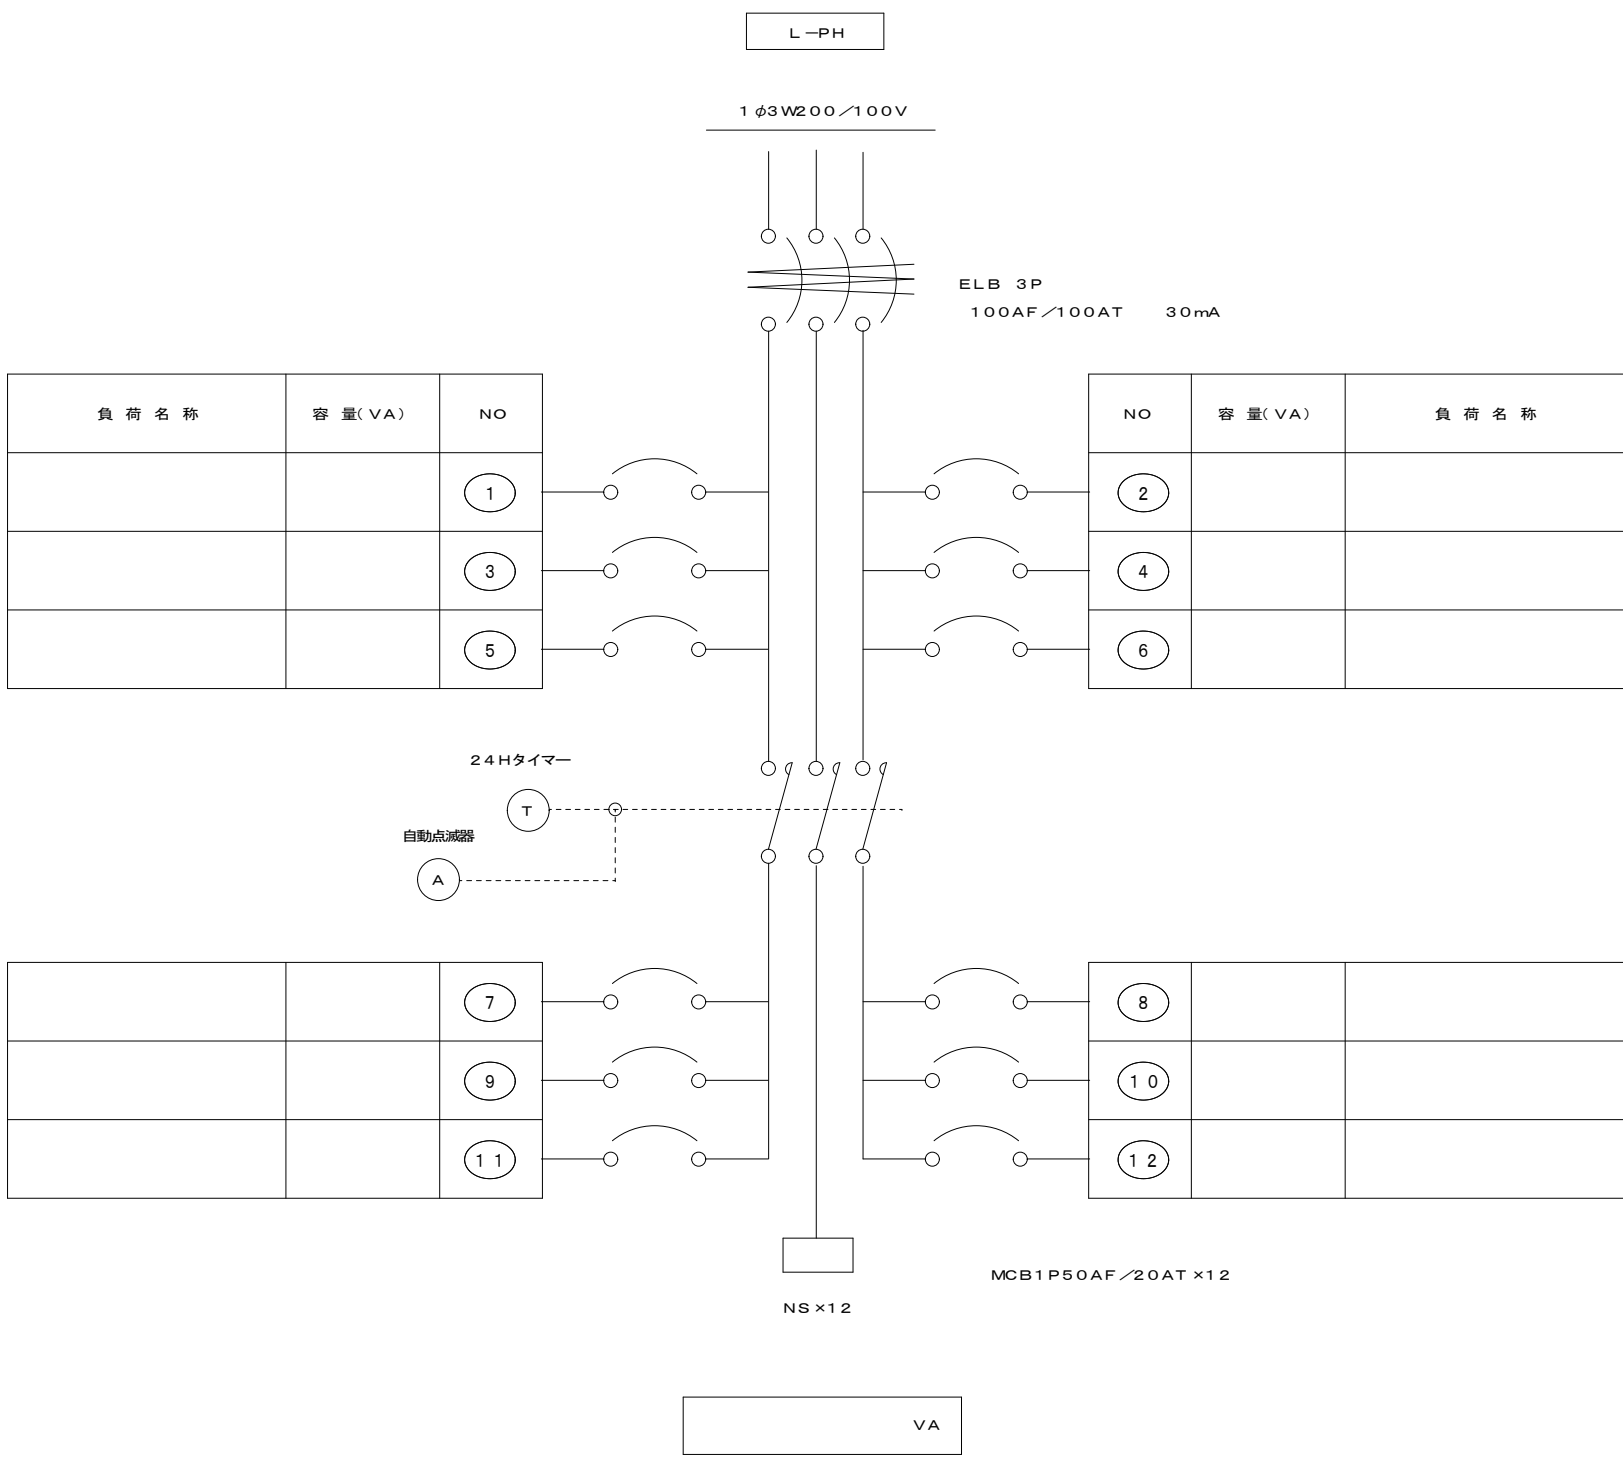 L－PH
1φ3W200／100V
ELB 3P
100AF／100AT 30mA
負荷名称 容量(VA) NO
NO 容量(VA) 負荷名称
1
2
3
4
5
6
24Hタイマー
T
自動点滅器
A
7
8
9
10
11
12
MCB1P50AF／20AT×12
NS×12
VA